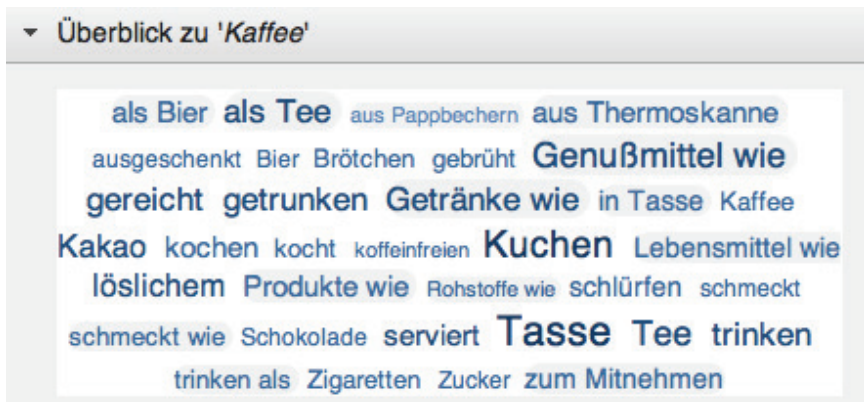 Überblick zu 'Kaffee'
als Bier als Tee aus Pappbechern aus Thermoskanne
ausgeschenkt Bier Brötchen gebrüht Genußmittel wie
gereicht getrunken Getränke wie in Tasse Kaffee
Kakao kochen kocht koffeinfreien Kuchen Lebensmittel wie
löslichem Produkte wie Rohstoffe wie schlürfen schmeckt
schmeckt wie Schokolade serviert Tasse Tee trinken
trinken als Zigaretten Zucker zum Mitnehmen